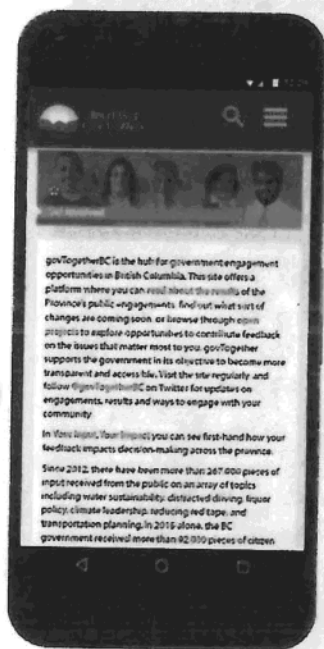 govTogetherBC is the hub for government engagement
opportunities in British Columbia. This site offers a
platform where you can read about the results of the
Province's public engagements, find out what sort of
changes are coming soon, or browse through open
projects to explore opportunities to contribute feedback
on the issues that matter most to you. govTogether
supports the government in its objective to become more
transparent and accessible. Visit the site regularly and
follow @govTogetherBC on Twitter for updates on
engagements, results and ways to engage with your
community.
In Your Input, Your Impact you can see first-hand how your
feedback impacts decision-making across the province.
Since 2012, there have been more than 267,000 pieces of
input received from the public on an array of topics
including water sustainability, distracted driving, liquor
policy, climate leadership, reducing red tape, and
transportation planning. In 2015 alone, the BC
government received more than 92,000 pieces of citizen